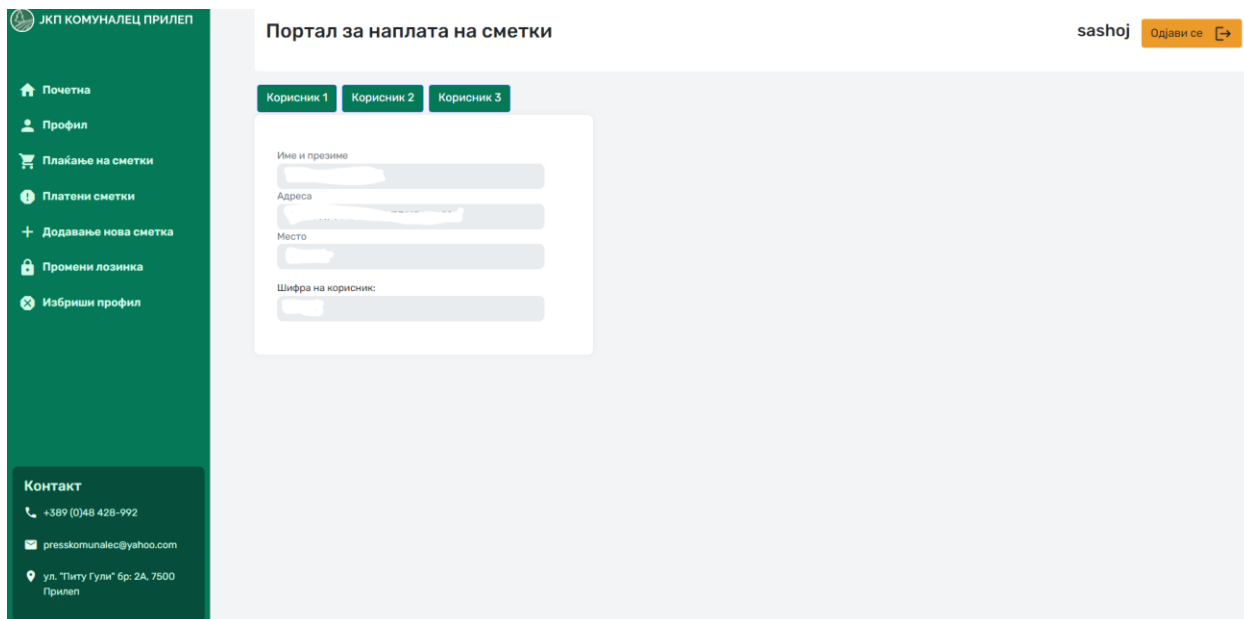 ЈКП КОМУНАЛЕЦ ПРИЛЕП
Почетна
Профил
Плаќање на сметки
Платени сметки
Додавање нова сметка
Промени лозинка
Избриши профил
Контакт
+389 (0)48 428-992
presskomunalec@yahoo.com
ул. "Питу Гули" бр: 2А, 7500
Прилеп
Портал за наплата на сметки
sashoj
Одјави се
Корисник 1 Корисник 2 Корисник 3
Име и презиме
Адреса
Место
Шифра на корисник: